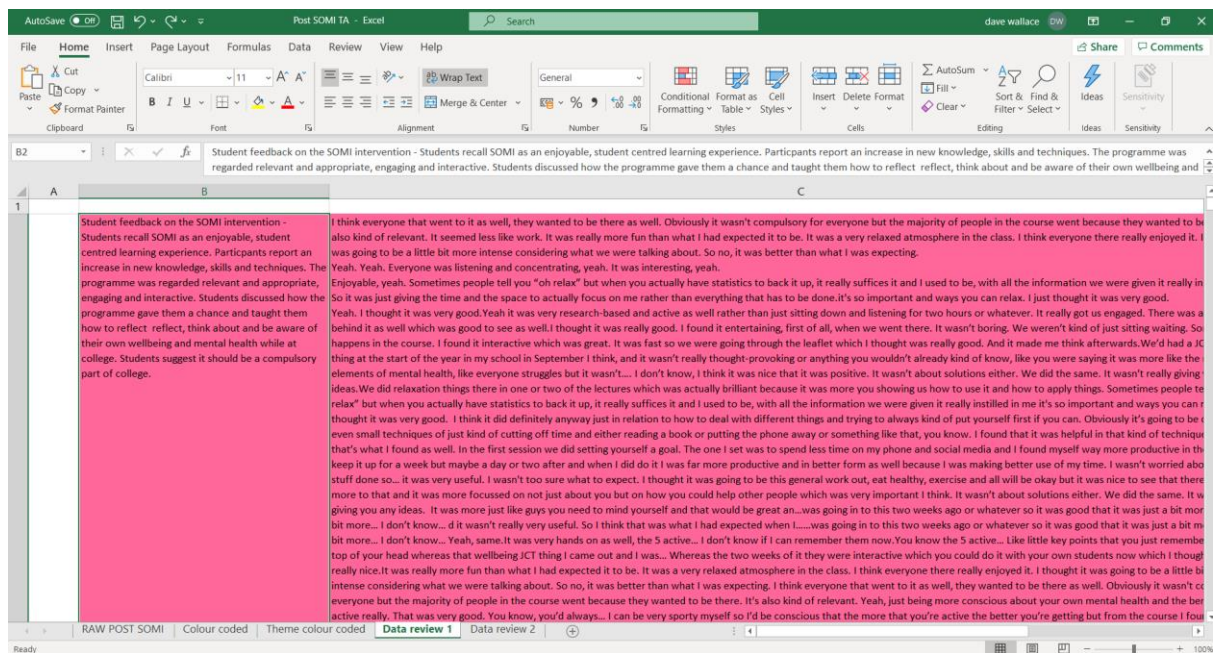 AutoSave Off Post SOMI TA - Excel Search dave wallace DW
File Home Insert Page Layout Formulas Data Review View Help Share Comments
Paste Cut Copy Format Painter Calibri 11 A A B I U A Wrap Text Merge & Center General % Conditional Formatting Format as Table Cell Styles Insert Delete Format AutoSum Fill Clear Sort & Filter Find & Select Ideas Sensitivity
Clipboard Font Alignment Number Styles Cells Editing Ideas Sensitivity
B2 fx Student feedback on the SOMI intervention - Students recall SOMI as an enjoyable, student centred learning experience. Particpants report an increase in new knowledge, skills and techniques. The programme was
regarded relevant and appropriate, engaging and interactive. Students discussed how the programme gave them a chance and taught them how to reflect reflect, think about and be aware of their own wellbeing and
A B C
1
Student feedback on the SOMI intervention -
Students recall SOMI as an enjoyable, student
centred learning experience. Particpants report an
increase in new knowledge, skills and techniques. The
programme was regarded relevant and appropriate,
engaging and interactive. Students discussed how the
programme gave them a chance and taught them
how to reflect reflect, think about and be aware of
their own wellbeing and mental health while at
college. Students suggest it should be a compulsory
part of college.
I think everyone that went to it as well, they wanted to be there as well. Obviously it wasn't compulsory for everyone but the majority of people in the course went because they wanted to b
also kind of relevant. It seemed less like work. It was really more fun than what I had expected it to be. It was a very relaxed atmosphere in the class. I think everyone there really enjoyed it. I
was going to be a little bit more intense considering what we were talking about. So no, it was better than what I was expecting.
Yeah. Yeah. Everyone was listening and concentrating, yeah. It was interesting, yeah.
Enjoyable, yeah. Sometimes people tell you "oh relax" but when you actually have statistics to back it up, it really suffices it and I used to be, with all the information we were given it really in
So it was just giving the time and the space to actually focus on me rather than everything that has to be done.it's so important and ways you can relax. I just thought it was very good.
Yeah. I thought it was very good.Yeah it was very research-based and active as well rather than just sitting down and listening for two hours or whatever. It really got us engaged. There was a
behind it as well which was good to see as well.I thought it was really good. I found it entertaining, first of all, when we went there. It wasn't boring. We weren't kind of just sitting waiting. So
happens in the course. I found it interactive which was great. It was fast so we were going through the leaflet which I thought was really good. And it made me think afterwards.We'd had a JC
thing at the start of the year in my school in September I think, and it wasn't really thought-provoking or anything you wouldn't already kind of know, like you were saying it was more like the
elements of mental health, like everyone struggles but it wasn't…. I don't know, I think it was nice that it was positive. It wasn't about solutions either. We did the same. It wasn't really giving
ideas.We did relaxation things there in one or two of the lectures which was actually brilliant because it was more you showing us how to use it and how to apply things. Sometimes people te
relax" but when you actually have statistics to back it up, it really suffices it and I used to be, with all the information we were given it really instilled in me it's so important and ways you can r
thought it was very good. I think it did definitely anyway just in relation to how to deal with different things and trying to always kind of put yourself first if you can. Obviously it's going to be
even small techniques of just kind of cutting off time and either reading a book or putting the phone away or something like that, you know. I found that it was helpful in that kind of technique
that's what I found as well. In the first session we did setting yourself a goal. The one I set was to spend less time on my phone and social media and I found myself way more productive in th
keep it up for a week but maybe a day or two after and when I did do it I was far more productive and in better form as well because I was making better use of my time. I wasn't worried abo
stuff done so… it was very useful. I wasn't too sure what to expect. I thought it was going to be this general work out, eat healthy, exercise and all will be okay but it was nice to see that there
more to that and it was more focussed on not just about you but on how you could help other people which was very important I think. It wasn't about solutions either. We did the same. It w
giving you any ideas. It was more just like guys you need to mind yourself and that would be great an…was going in to this two weeks ago or whatever so it was good that it was just a bit mor
bit more… I don't know… d it wasn't really very useful. So I think that was what I had expected when I……was going in to this two weeks ago or whatever so it was good that it was just a bit m
bit more… I don't know… Yeah, same.It was very hands on as well, the 5 active… I don't know if I can remember them now.You know the 5 active… Like little key points that you just remembe
top of your head whereas that wellbeing JCT thing I came out and I was… Whereas the two weeks of it they were interactive which you could do it with your own students now which I though
really nice.It was really more fun than what I had expected it to be. It was a very relaxed atmosphere in the class. I think everyone there really enjoyed it. I thought it was going to be a little bi
intense considering what we were talking about. So no, it was better than what I was expecting. I think everyone that went to it as well, they wanted to be there as well. Obviously it wasn't co
everyone but the majority of people in the course went because they wanted to be there. It's also kind of relevant. Yeah, just being more conscious about your own mental health and the ber
active really. That was very good. You know, you'd always… I can be very sporty myself so I'd be conscious that the more that you're active the better you're getting but from the course I four
RAW POST SOMI Colour coded Theme colour coded Data review 1 Data review 2
Ready 100%